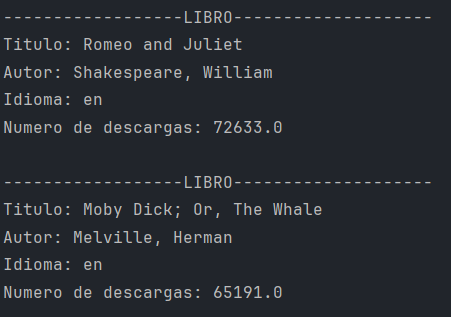 ------------------LIBRO--------------------
Titulo: Romeo and Juliet
Autor: Shakespeare, William
Idioma: en
Numero de descargas: 72633.0
------------------LIBRO--------------------
Titulo: Moby Dick; Or, The Whale
Autor: Melville, Herman
Idioma: en
Numero de descargas: 65191.0